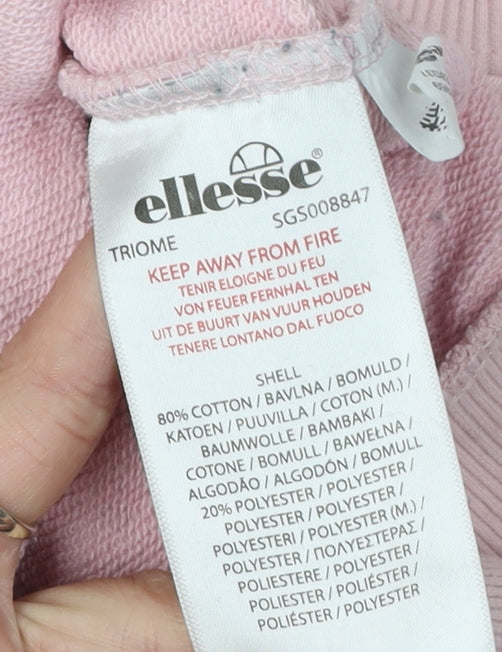 ellesse®
TRIOME SGS008847
KEEP AWAY FROM FIRE
TENIR ELOIGNE DU FEU
VON FEUER FERNHAL TEN
UIT DE BUURT VAN VUUR HOUDEN
TENERE LONTANO DAL FUOCO
SHELL
80% COTTON / BAVLNA / BOMULD /
KATOEN / PUUVILLA / COTON (M.) /
BAUMWOLLE / BAMBAKI /
COTONE / BOMULL / BAWEŁNA /
ALGODÃO / ALGODÓN / BOMULL
20% POLYESTER / POLYESTER /
POLYESTER / POLYESTER /
POLYESTERI / POLYESTER (M.) /
POLYESTER / ΠΟΛΥΕΣΤΕΡΑΣ /
POLIESTERE / POLYESTER /
POLIESTER / POLIÉSTER /
POLIÉSTER / POLYESTER